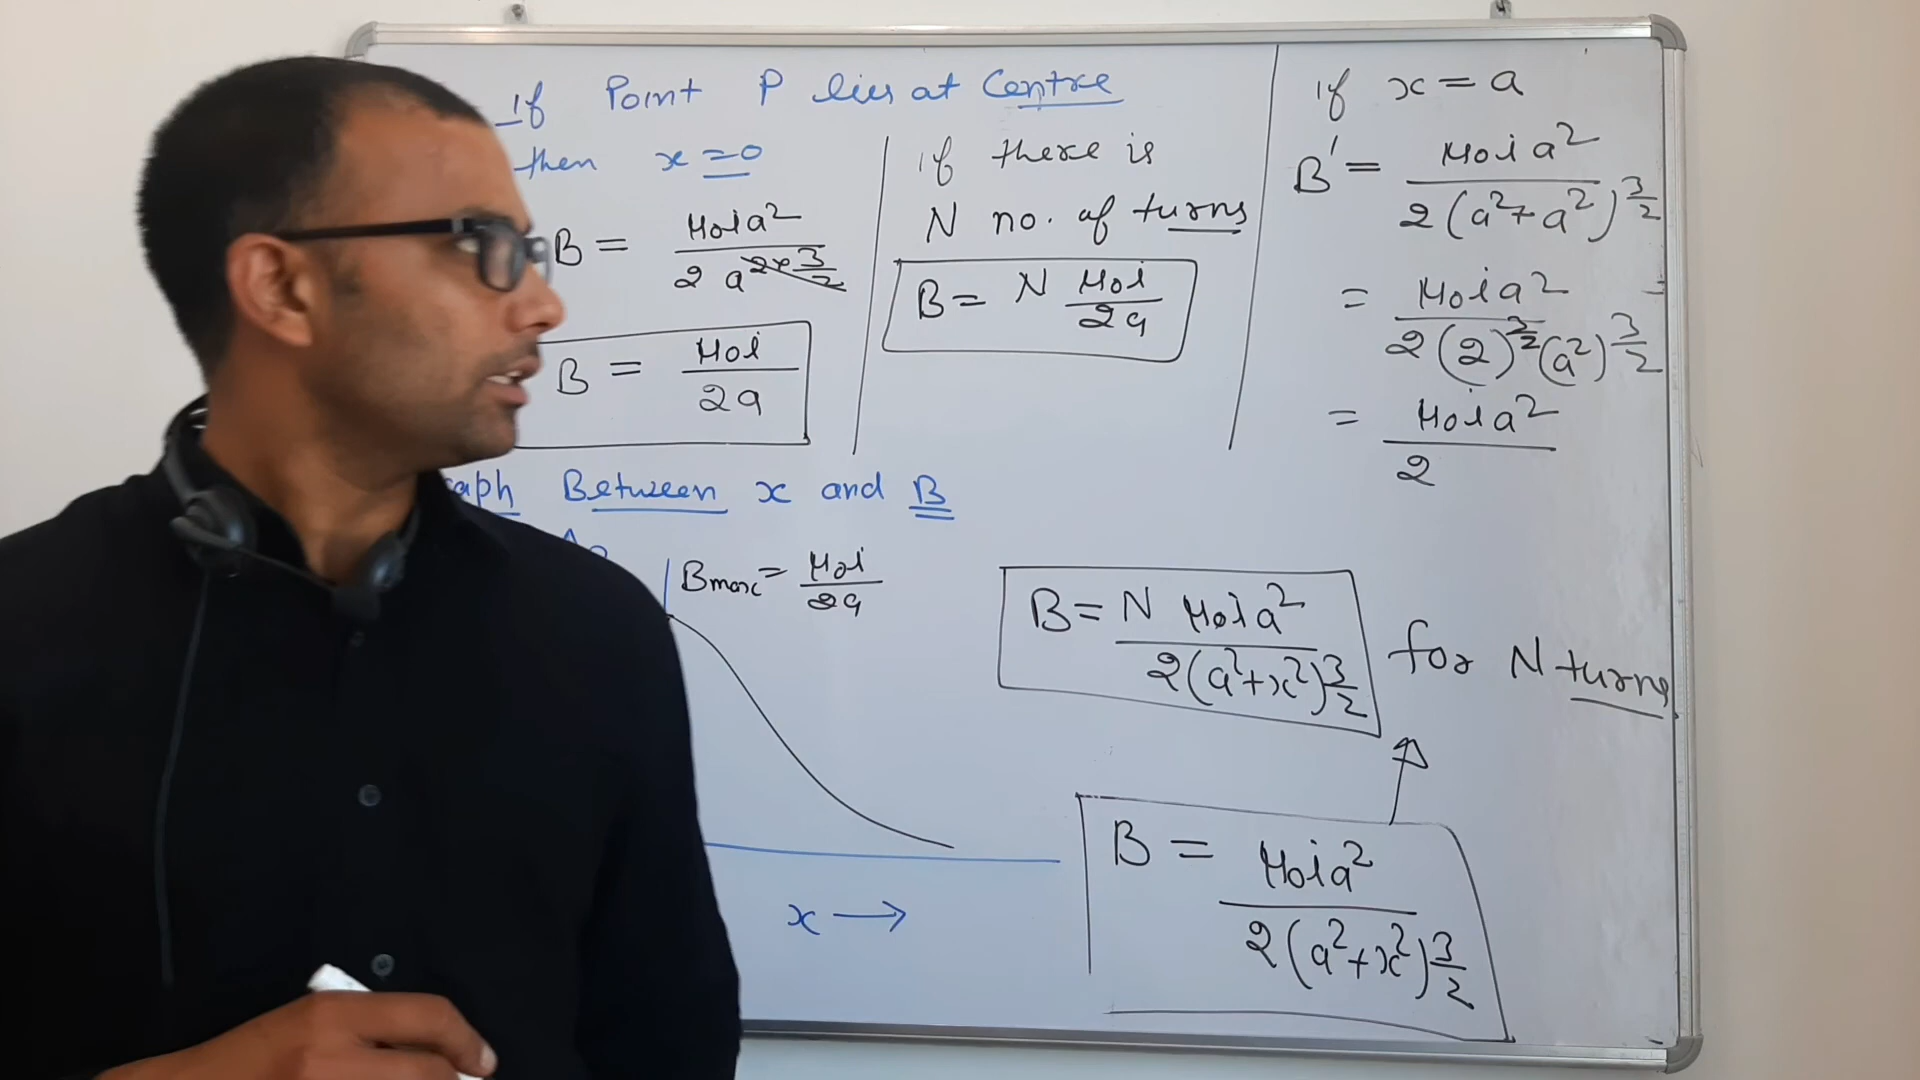 If Point P lies at Centre
then x = 0
B = μ₀ia² / 2 a^(2×3/2)
B = μ₀i / 2a
if there is
N no. of turns
B = N μ₀i / 2a
if x = a
B' = μ₀ia² / 2(a²+a²)^(3/2)
= μ₀ia² / 2(2)^(3/2)(a²)^(3/2)
= μ₀ia² / 2
Between x and B
Bmax = μ₀i / 2a
x →
B = N μ₀ia² / 2(a²+x²)^(3/2) for N turns
B = μ₀ia² / 2(a²+x²)^(3/2)